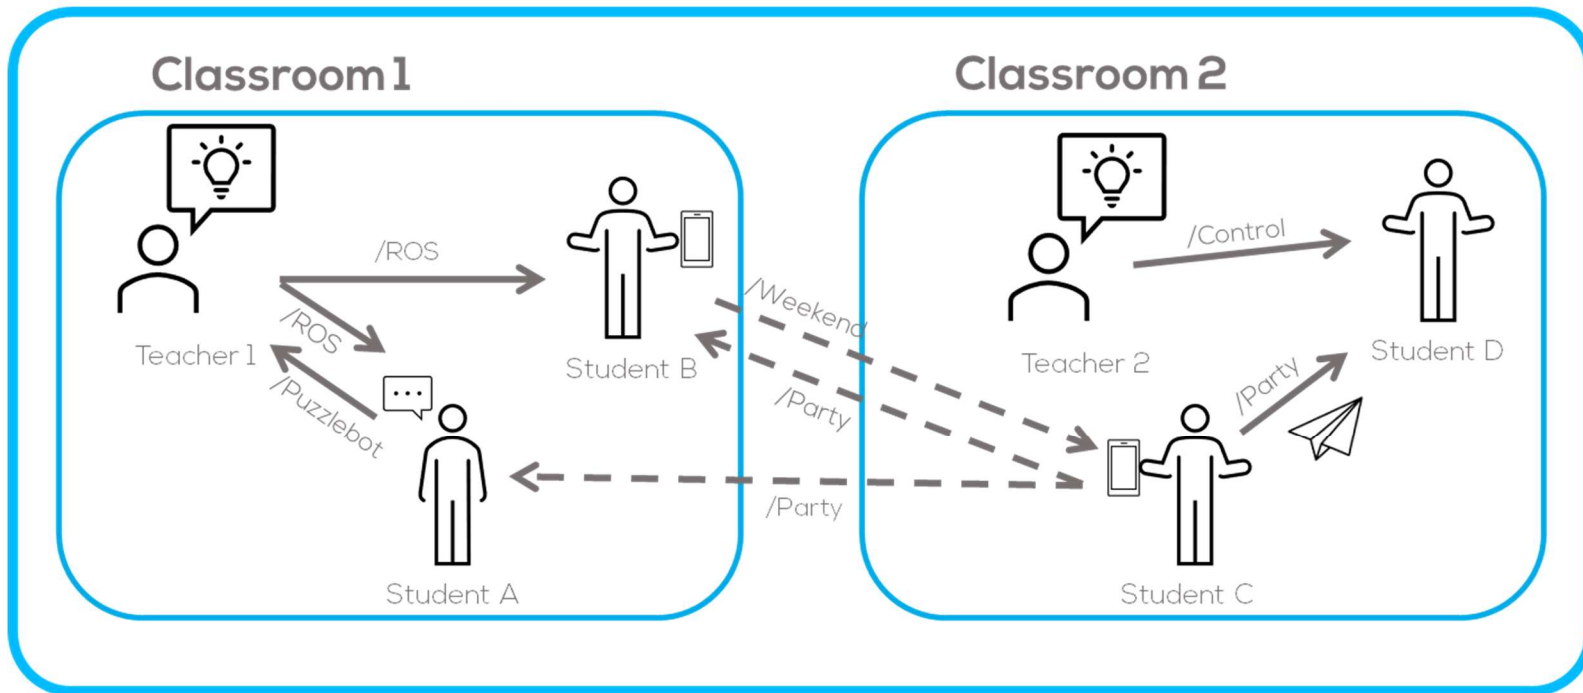 Classroom 1
Classroom 2
/ROS
/ROS
Teacher 1
/Puzzlebot
Student B
Student A
/Weekend
/Party
/Party
/Control
Teacher 2
Student D
/Party
Student C